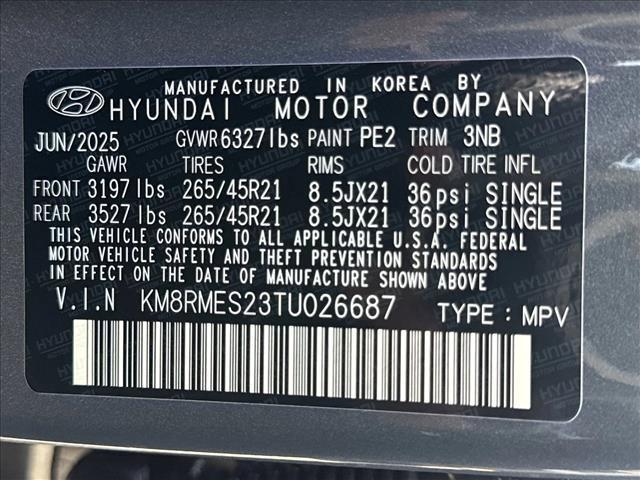 MANUFACTURED IN KOREA BY
HYUNDAI MOTOR COMPANY
JUN/2025 GVWR 6327lbs PAINT PE2 TRIM 3NB
GAWR TIRES RIMS COLD TIRE INFL
FRONT 3197lbs 265/45R21 8.5JX21 36psi SINGLE
REAR 3527lbs 265/45R21 8.5JX21 36psi SINGLE
THIS VEHICLE CONFORMS TO ALL APPLICABLE U.S.A. FEDERAL
MOTOR VEHICLE SAFETY AND THEFT PREVENTION STANDARDS
IN EFFECT ON THE DATE OF MANUFACTURE SHOWN ABOVE.
V.I.N KM8RMES23TU026687 TYPE : MPV